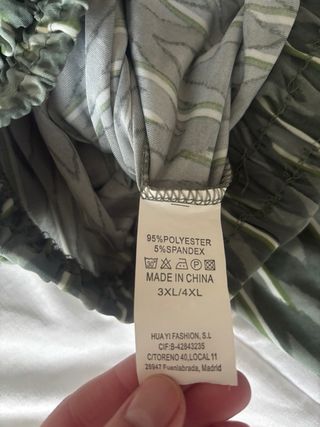 95%POLYESTER
5%SPANDEX
MADE IN CHINA
3XL/4XL
HUA YI FASHION, S.L
CIF:B-42843235
C/TORENO 40,LOCAL 11
28947 Fuenlabrada, Madrid